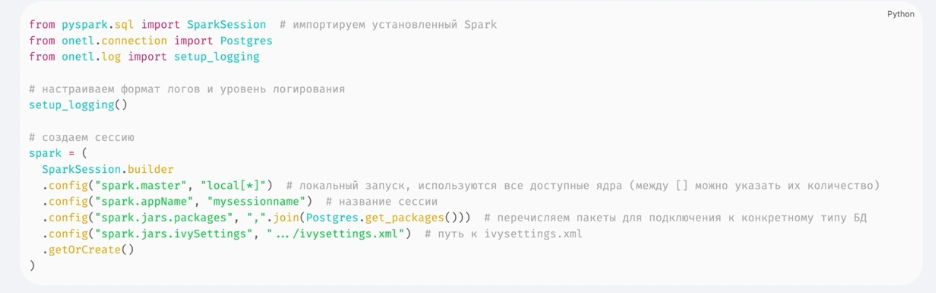 Python
from pyspark.sql import SparkSession  # импортируем установленный Spark
from onetl.connection import Postgres
from onetl.log import setup_logging
# настраиваем формат логов и уровень логирования
setup_logging()
# создаем сессию
spark = (
  SparkSession.builder
  .config("spark.master", "local[*]")  # локальный запуск, используются все доступные ядра (между [] можно указать их количество)
  .config("spark.appName", "mysessionname")  # название сессии
  .config("spark.jars.packages", ",".join(Postgres.get_packages()))  # перечисляем пакеты для подключения к конкретному типу БД
  .config("spark.jars.ivySettings", "../ivysettings.xml")  # путь к ivysettings.xml
  .getOrCreate()
)